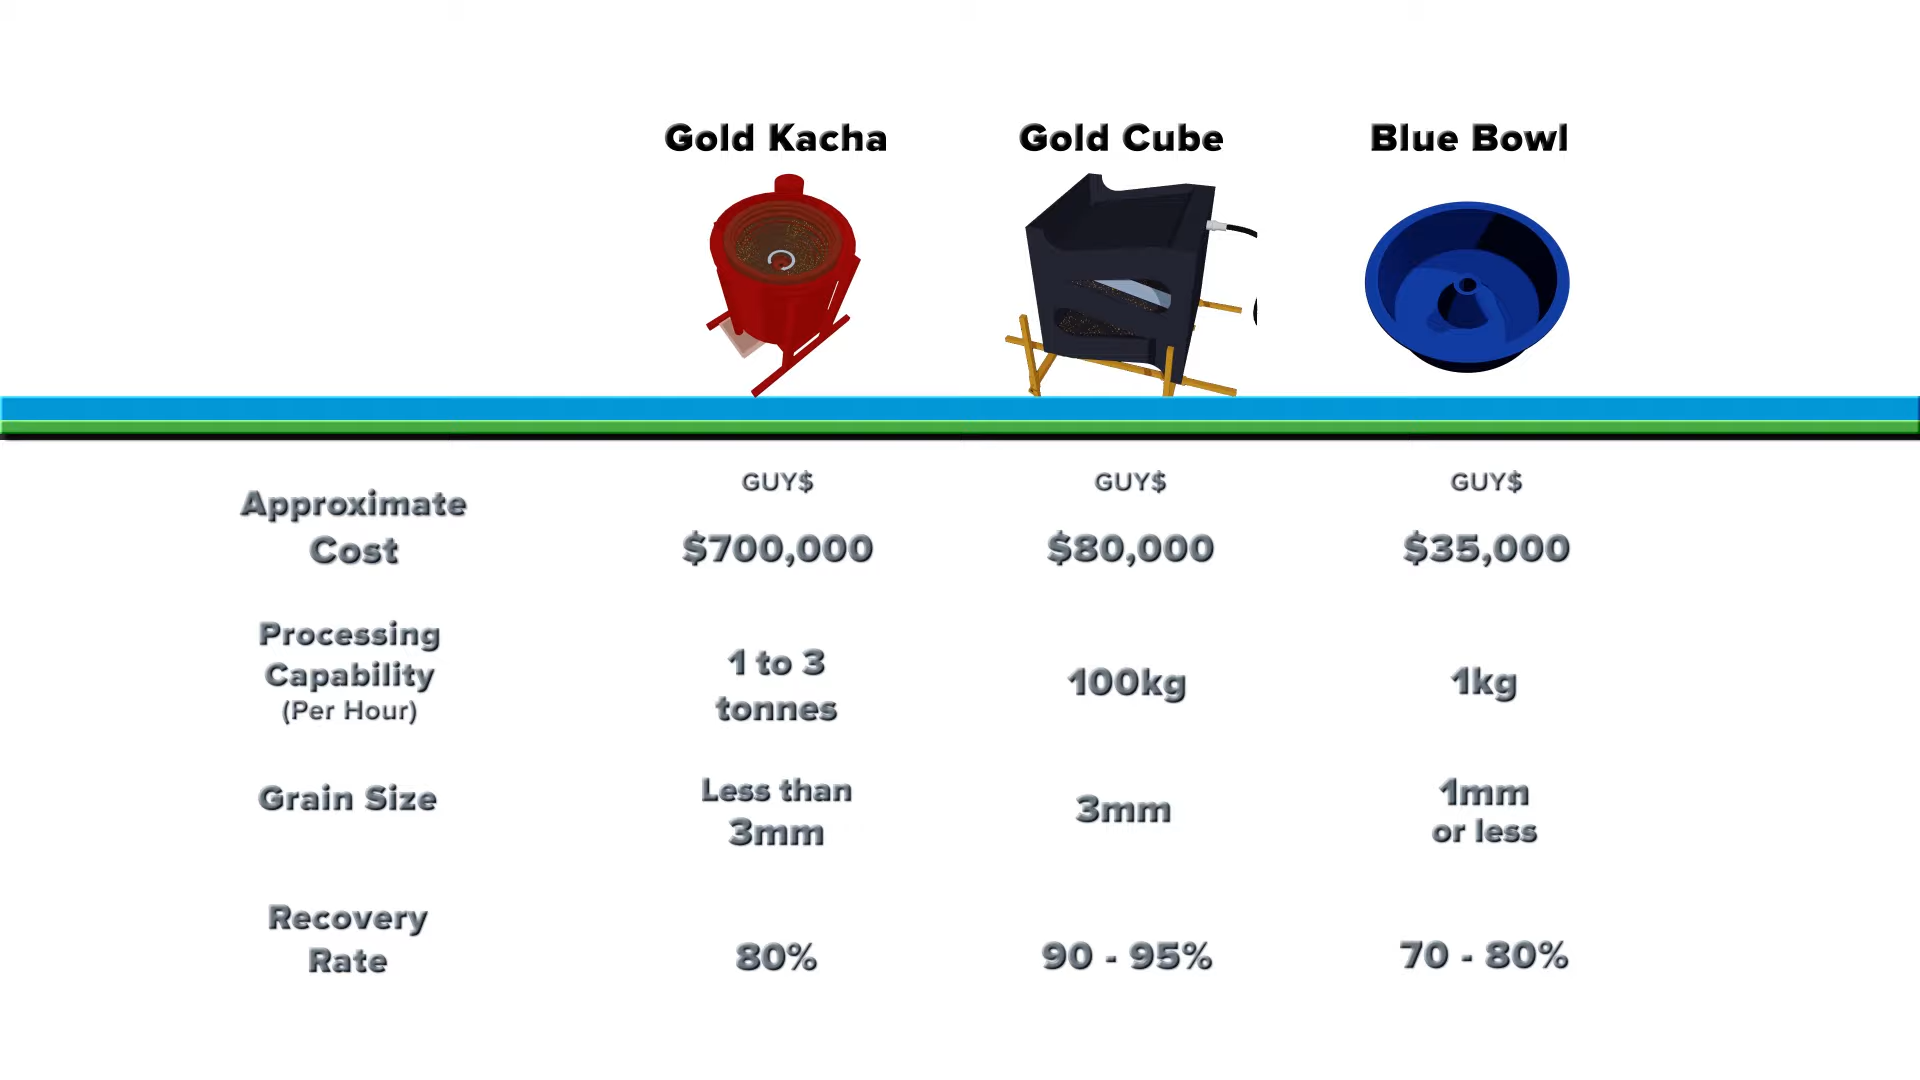 Gold Kacha Gold Cube Blue Bowl
Approximate
Cost
GUY$ GUY$ GUY$
$700,000 $80,000 $35,000
Processing
Capability
(Per Hour)
1 to 3
tonnes
100kg
1kg
Grain Size
Less than
3mm
3mm
1mm
or less
Recovery
Rate
80% 90 - 95% 70 - 80%